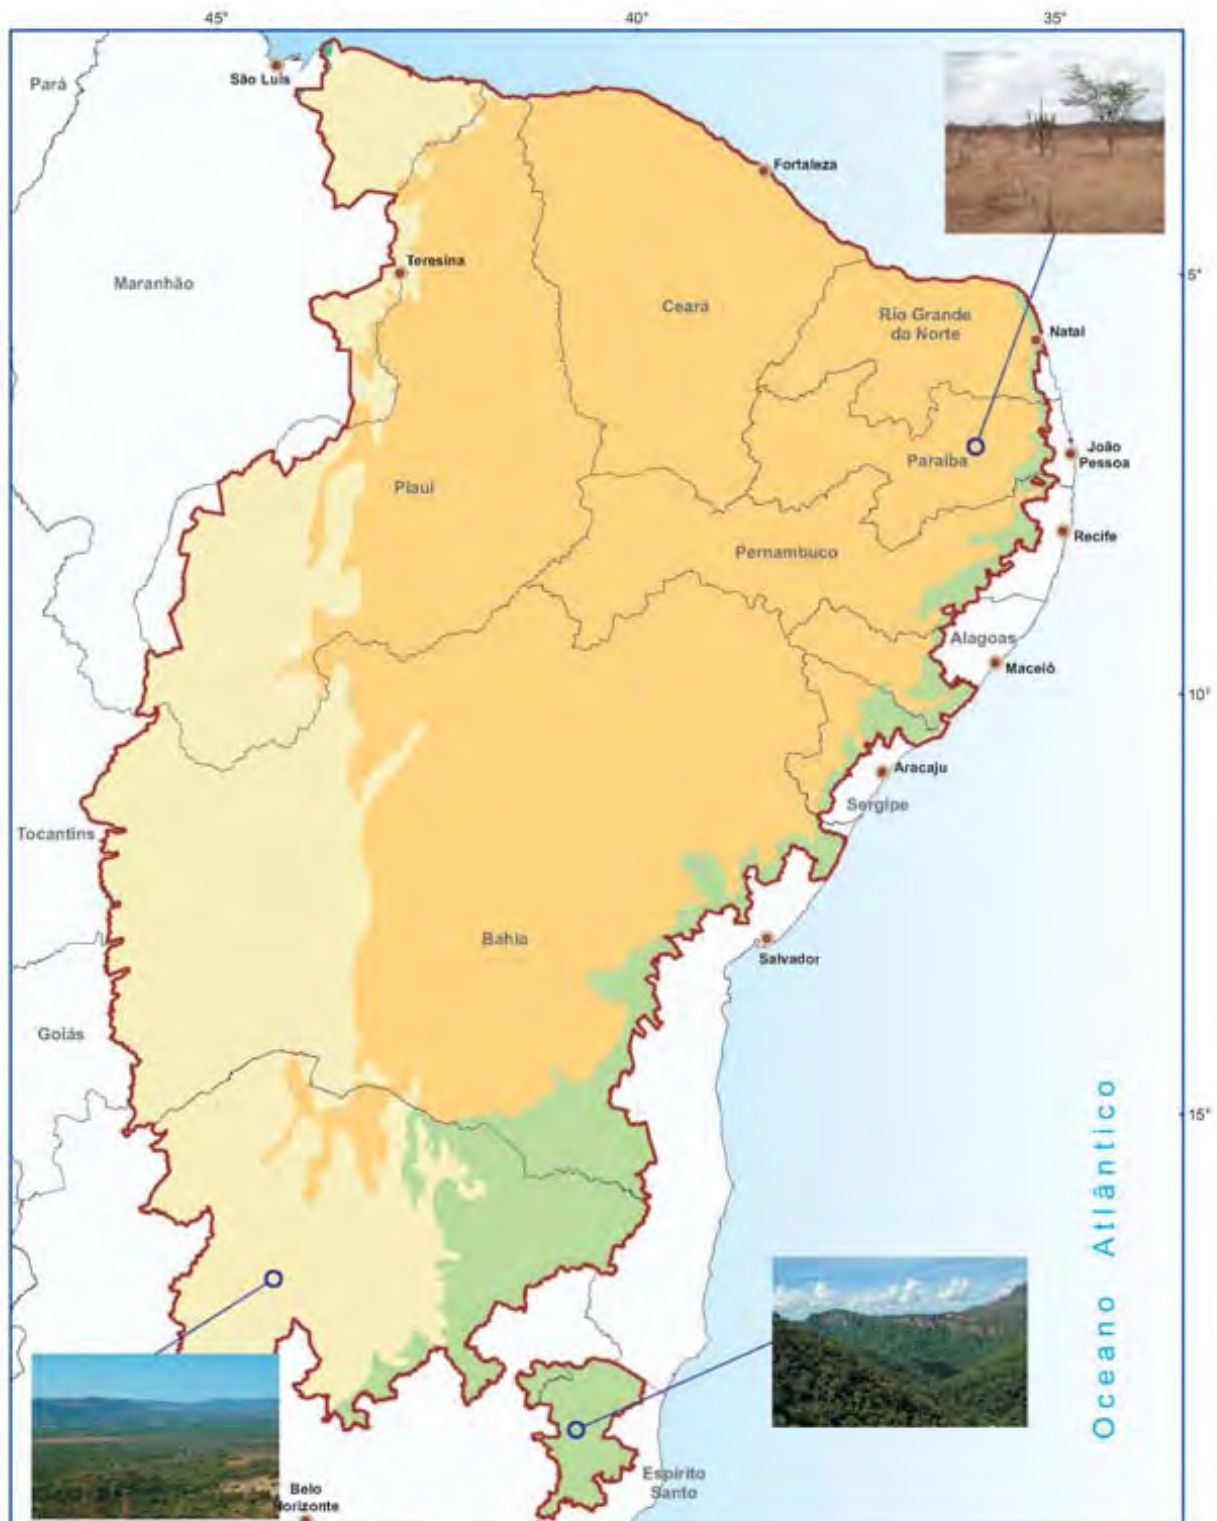 45°
40°
35°
São Luís
Pará
Fortaleza
Teresina
Maranhão
Ceará
5°
Rio Grande
do Norte
Natal
João
Pessoa
Paraíba
Piauí
Recife
Pernambuco
Alagoas
Maceió
10°
Aracaju
Sergipe
Tocantins
Bahia
Salvador
Goiás
15°
Oceano Atlântico
Espírito
Santo
Belo
Horizonte